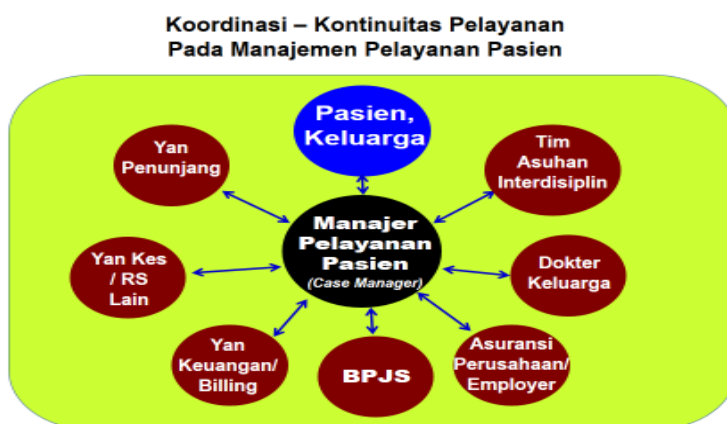 Koordinasi – Kontinuitas Pelayanan
Pada Manajemen Pelayanan Pasien
Pasien,
Keluarga
Yan
Penunjang
Tim
Asuhan
Interdisiplin
Manajer
Pelayanan
Pasien
(Case Manager)
Yan Kes
/ RS
Lain
Dokter
Keluarga
Yan
Keuangan/
Billing
BPJS
Asuransi
Perusahaan/
Employer